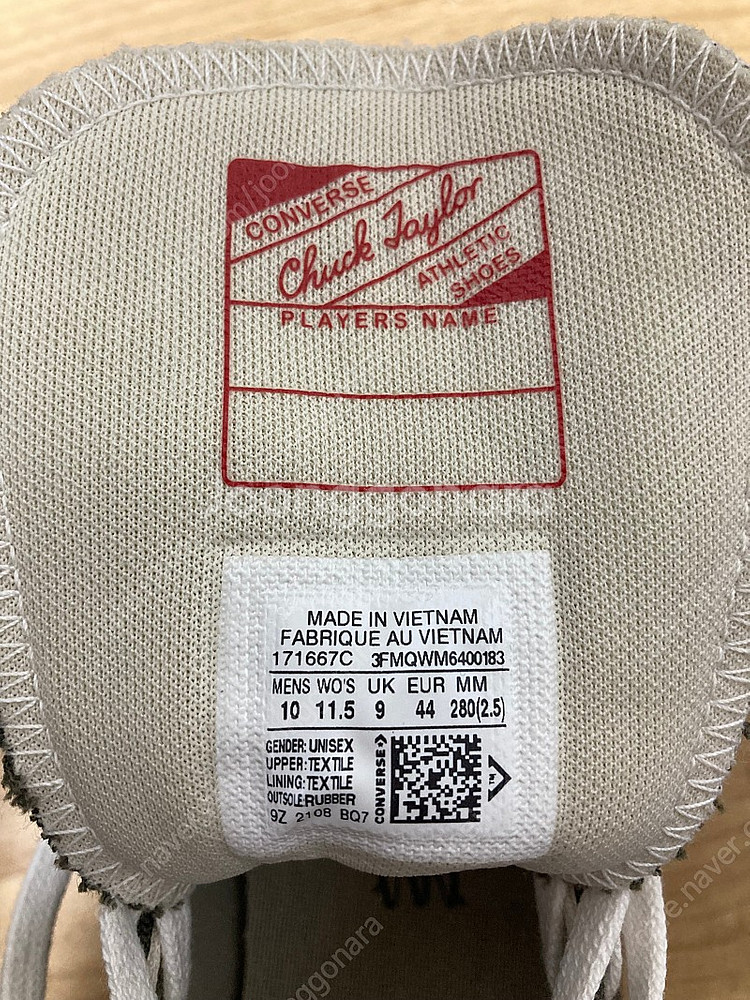 CONVERSE
Chuck Taylor
ATHLETIC
SHOES
PLAYERS NAME
MADE IN VIETNAM
FABRIQUE AU VIETNAM
171667C 3FMQWM6400183
MENS WO'S UK EUR MM
10 11.5 9 44 280(2.5)
GENDER: UNISEX
UPPER: TEXTILE
LINING: TEXTILE
OUTSOLE: RUBBER
9Z 2108 BQ7
CONVERSE
TM